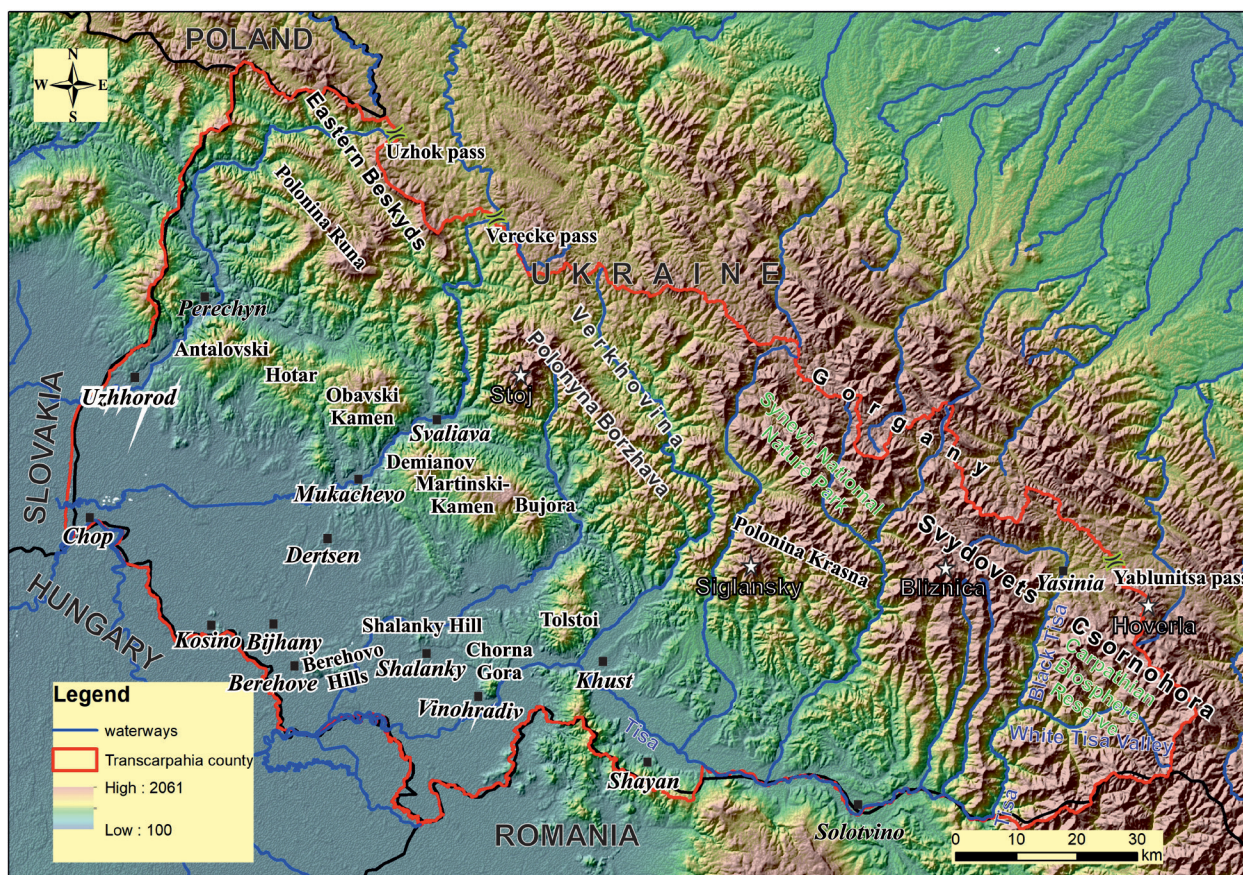 POLAND
N
W E
S
Eastern Beskyds
Uzhok pass
Polonina Runa
Verecke pass
UKRAINE
Perechyn
Verkhovina
Antalovski
Polonyna Borzhava
Hotar
Stoj
Gorgany
Uzhhorod
Obavski
Kamen
SLOVAKIA
Svaliava
Synevir Nationral
Nature Park
Demianov
Mukachevo
Martinski-
Kamen
Bujora
Chop
Dertsen
Svydovets
Polonina Krasna
Siglansky
Bliznica
Yasinia
Yablunitsa pass
HUNGARY
Hoverla
Tolstoi
Kosino
Bijhany
Shalanky Hill
Csornohora
Berehovo
Hills
Shalanky
Chorna
Gora
Berehove
Khust
Black Tisa
Carpathian
Biosphere
Reserve
Vinohradiv
Tisa
White Tisa Valley
Shayan
Solotvino
Tisa
ROMANIA
Legend
waterways
Transcarpahia county
High : 2061
Low : 100
0 10 20 30
km